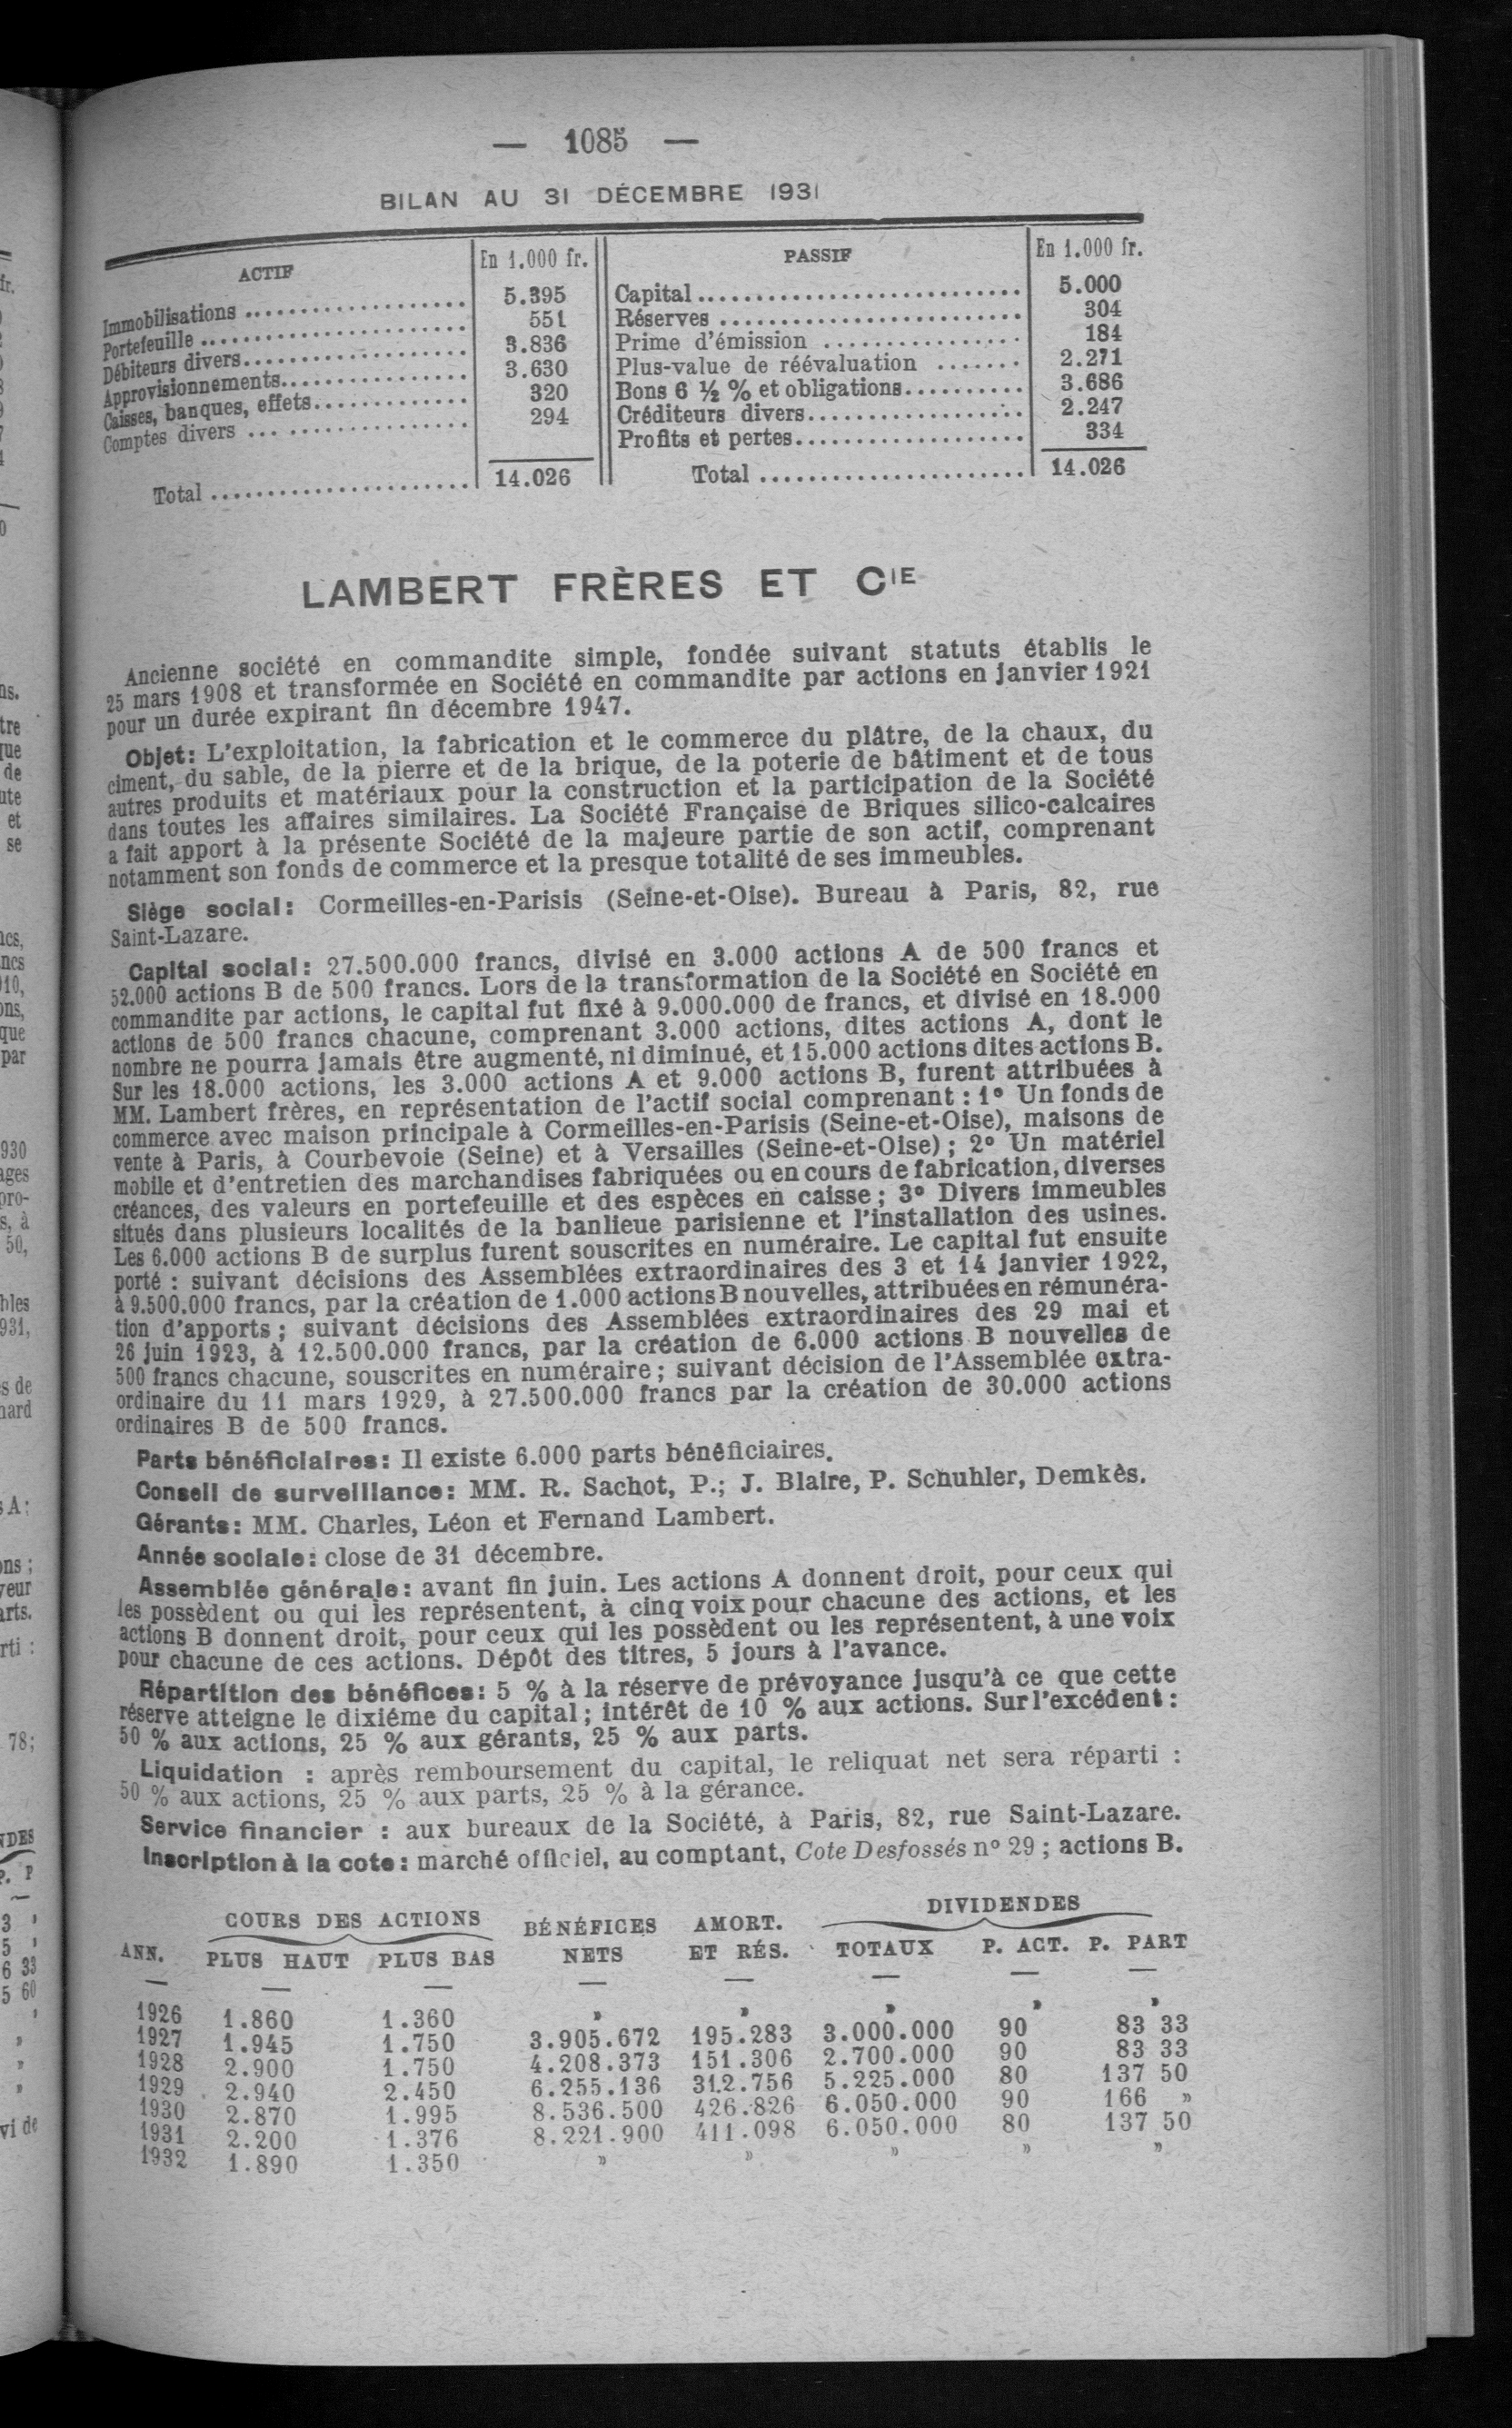 — 1085 —
BILAN AU 31 DÉCEMBRE 1931
ACTIF En 1.000 fr. PASSIF En 1.000 fr.
Immobilisations .................. 5.395 Capital ........................... 5.000
Portefeuille ..................... 551 Réserves .......................... 304
Débiteurs divers.................. 3.836 Prime d'émission ................. 184
Approvisionnements................ 3.630 Plus-value de réévaluation ....... 2.271
Caisses, banques, effets............. 320 Bons 6 ½ % et obligations.......... 3.686
Comptes divers ................... 294 Créditeurs divers................... 2.247
Profits et pertes.................... 334
Total ...................... 14.026 Total ....................... 14.026
LAMBERT FRÈRES ET CIE
Ancienne société en commandite simple, fondée suivant statuts établis le
25 mars 1908 et transformée en Société en commandite par actions en janvier 1921
pour un durée expirant fin décembre 1947.
Objet: L'exploitation, la fabrication et le commerce du plâtre, de la chaux, du
ciment, du sable, de la pierre et de la brique, de la poterie de bâtiment et de tous
autres produits et matériaux pour la construction et la participation de la Société
dans toutes les affaires similaires. La Société Française de Briques silico-calcaires
a fait apport à la présente Société de la majeure partie de son actif, comprenant
notamment son fonds de commerce et la presque totalité de ses immeubles.
Siège social: Cormeilles-en-Parisis (Seine-et-Oise). Bureau à Paris, 82, rue
Saint-Lazare.
Capital social: 27.500.000 francs, divisé en 3.000 actions A de 500 francs et
52.000 actions B de 500 francs. Lors de la transformation de la Société en Société en
commandite par actions, le capital fut fixé à 9.000.000 de francs, et divisé en 18.000
actions de 500 francs chacune, comprenant 3.000 actions, dites actions A, dont le
nombre ne pourra jamais être augmenté, ni diminué, et 15.000 actions dites actions B.
Sur les 18.000 actions, les 3.000 actions A et 9.000 actions B, furent attribuées à
MM. Lambert frères, en représentation de l'actif social comprenant : 1° Un fonds de
commerce avec maison principale à Cormeilles-en-Parisis (Seine-et-Oise), maisons de
vente à Paris, à Courbevoie (Seine) et à Versailles (Seine-et-Oise) ; 2° Un matériel
mobile et d'entretien des marchandises fabriquées ou en cours de fabrication, diverses
créances, des valeurs en portefeuille et des espèces en caisse ; 3° Divers immeubles
situés dans plusieurs localités de la banlieue parisienne et l'installation des usines.
Les 6.000 actions B de surplus furent souscrites en numéraire. Le capital fut ensuite
porté : suivant décisions des Assemblées extraordinaires des 3 et 14 janvier 1922,
à 9.500.000 francs, par la création de 1.000 actions B nouvelles, attribuées en rémunéra-
tion d'apports ; suivant décisions des Assemblées extraordinaires des 29 mai et
26 juin 1923, à 12.500.000 francs, par la création de 6.000 actions B nouvelles de
500 francs chacune, souscrites en numéraire ; suivant décision de l'Assemblée extra-
ordinaire du 11 mars 1929, à 27.500.000 francs par la création de 30.000 actions
ordinaires B de 500 francs.
Parts bénéficiaires: Il existe 6.000 parts bénéficiaires.
Conseil de surveillance: MM. R. Sachot, P.; J. Blaire, P. Schuhler, Demkès.
Gérants: MM. Charles, Léon et Fernand Lambert.
Année sociale: close de 31 décembre.
Assemblée générale: avant fin juin. Les actions A donnent droit, pour ceux qui
les possèdent ou qui les représentent, à cinq voix pour chacune des actions, et les
actions B donnent droit, pour ceux qui les possèdent ou les représentent, à une voix
pour chacune de ces actions. Dépôt des titres, 5 jours à l'avance.
Répartition des bénéfices: 5 % à la réserve de prévoyance jusqu'à ce que cette
réserve atteigne le dixiéme du capital ; intérêt de 10 % aux actions. Sur l'excédent :
50 % aux actions, 25 % aux gérants, 25 % aux parts.
Liquidation : après remboursement du capital, le reliquat net sera réparti :
50 % aux actions, 25 % aux parts, 25 % à la gérance.
Service financier : aux bureaux de la Société, à Paris, 82, rue Saint-Lazare.
Inscription à la cote: marché officiel, au comptant, Cote Desfossés n° 29 ; actions B.
COURS DES ACTIONS BÉNÉFICES AMORT. DIVIDENDES
ANN. PLUS HAUT PLUS BAS NETS ET RÉS. TOTAUX P. ACT. P. PART
1926 1.860 1.360 » » » » »
1927 1.945 1.750 3.905.672 195.283 3.000.000 90 83 33
1928 2.900 1.750 4.208.373 151.306 2.700.000 90 83 33
1929 2.940 2.450 6.255.136 312.756 5.225.000 80 137 50
1930 2.870 1.995 8.536.500 426.826 6.050.000 90 166 »
1931 2.200 1.376 8.221.900 411.098 6.050.000 80 137 50
1932 1.890 1.350 » » » » »